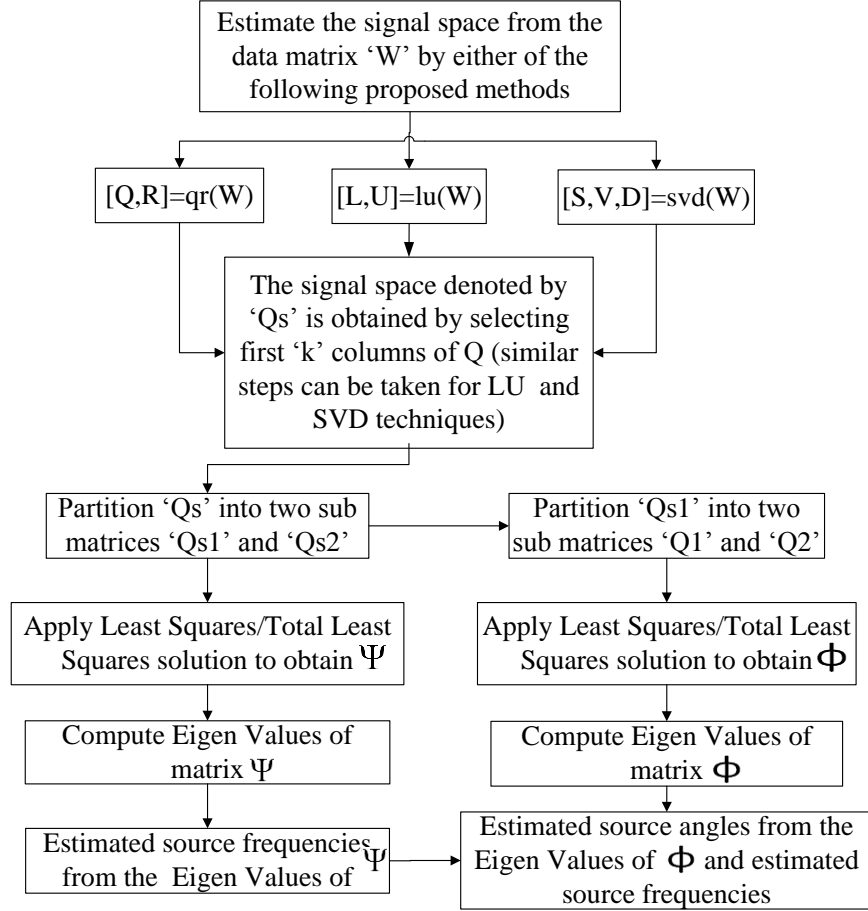 Estimate the signal space from the
data matrix ‘W’ by either of the
following proposed methods
[Q,R]=qr(W)
[L,U]=lu(W)
[S,V,D]=svd(W)
The signal space denoted by
‘Qs’ is obtained by selecting
first ‘k’ columns of Q (similar
steps can be taken for LU and
SVD techniques)
Partition ‘Qs’ into two sub
matrices ‘Qs1’ and ‘Qs2’
Partition ‘Qs1’ into two
sub matrices ‘Q1’ and ‘Q2’
Apply Least Squares/Total Least
Squares solution to obtain Ψ
Apply Least Squares/Total Least
Squares solution to obtain Φ
Compute Eigen Values of
matrix Ψ
Compute Eigen Values of
matrix Φ
Estimated source frequencies
from the Eigen Values of Ψ
Estimated source angles from the
Eigen Values of Φ and estimated
source frequencies